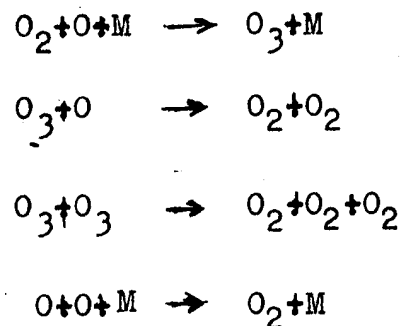 O₂+O+M → O₃+M
O₃+O → O₂+O₂
O₃+O₃ → O₂+O₂+O₂
O+O+M → O₂+M